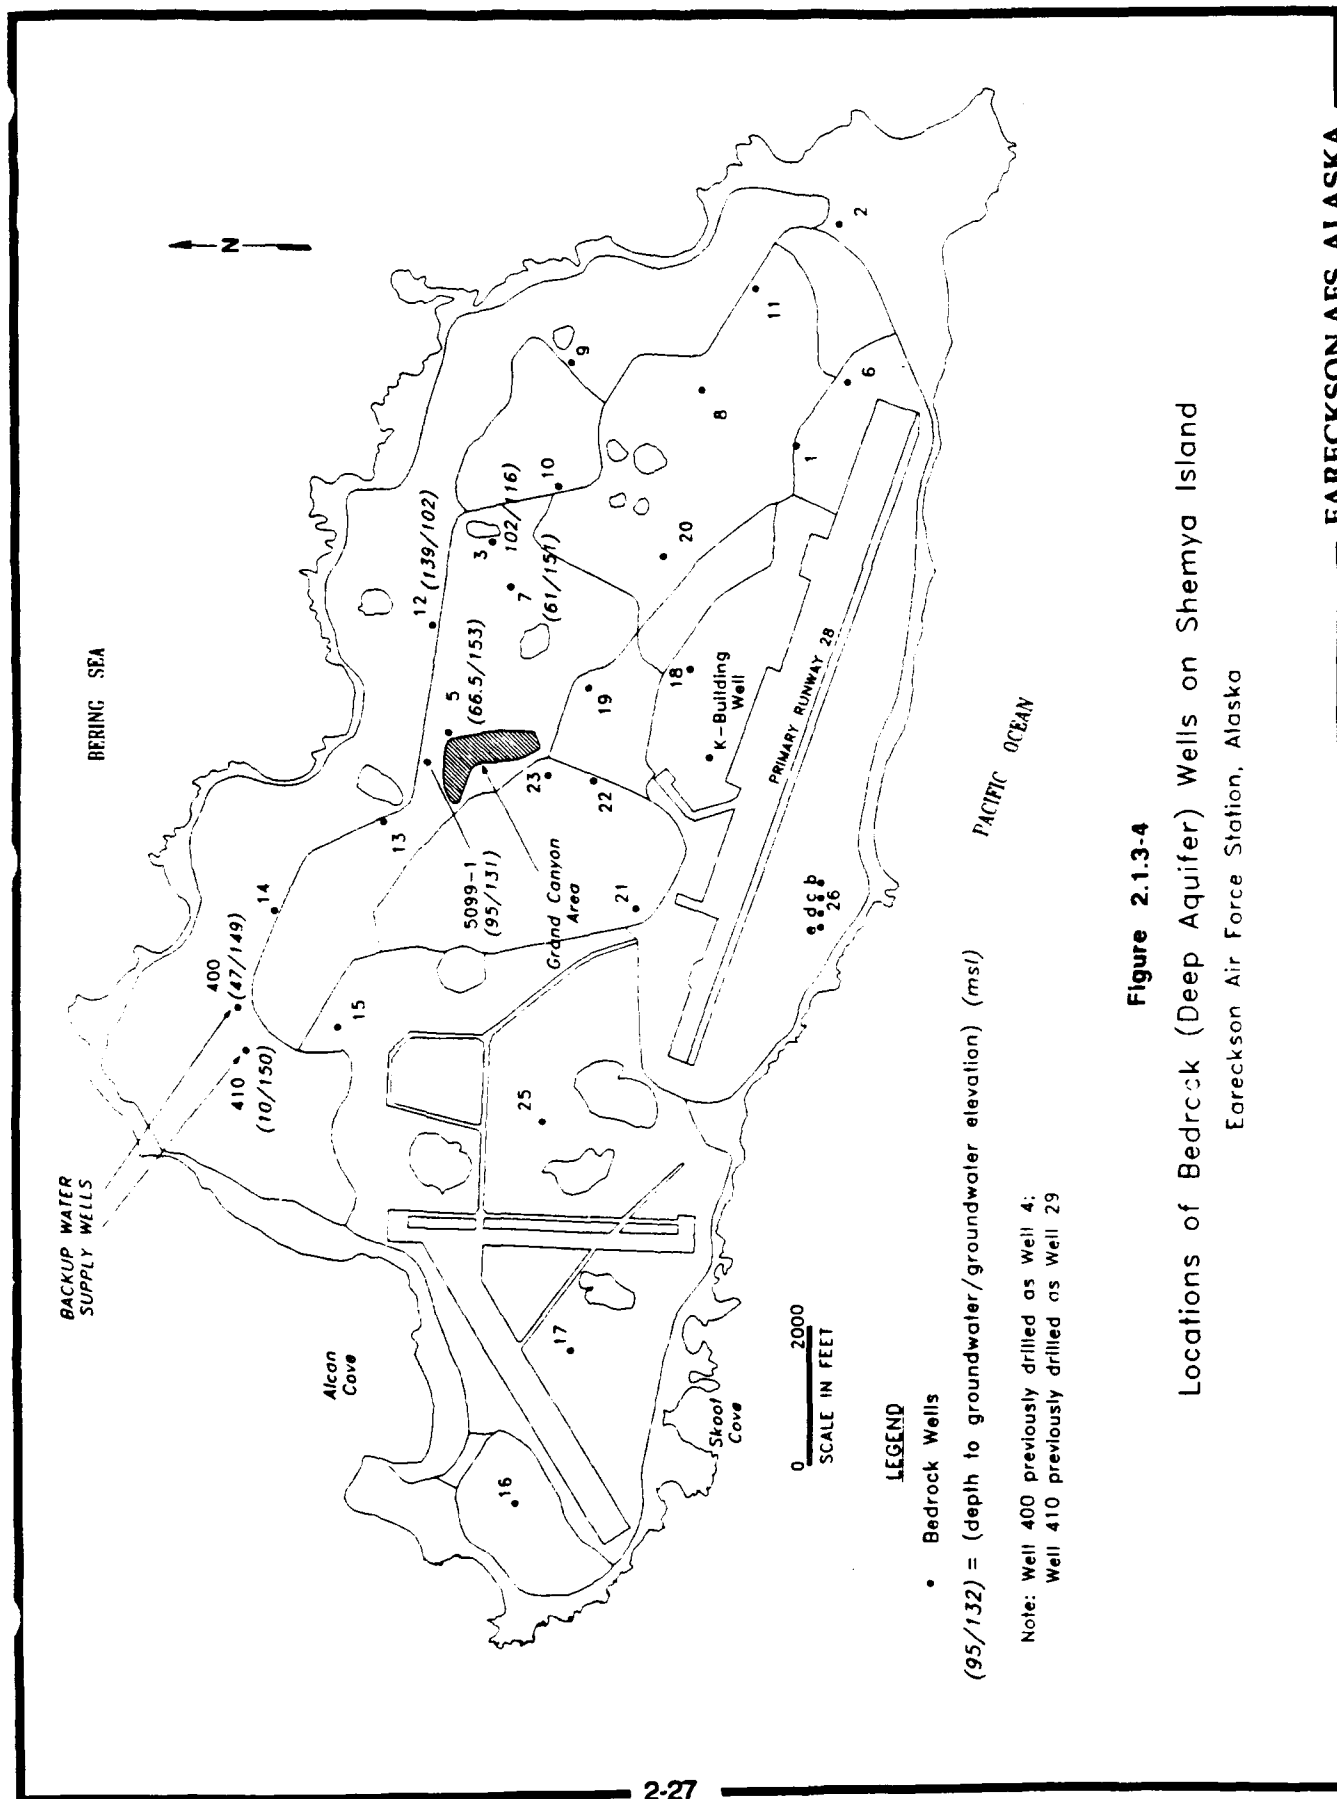 BERING SEA
N
BACKUP WATER
SUPPLY WELLS
400
(47/149)
410
(10/150)
14
13
15
12
(139/102)
5
(66.5/153)
3
102/116)
7
(61/151)
10
9
5099-1
(95/131)
Grand Canyon
Area
23
22
21
19
18
K-Building
Well
20
8
11
2
6
1
PRIMARY RUNWAY 28
25
17
16
Alcan
Cove
Skoot
Cove
e d c b
26
PACIFIC OCEAN
0 2000
SCALE IN FEET
LEGEND
• Bedrock Wells
(95/132) = (depth to groundwater/groundwater elevation) (msl)
Note: Well 400 previously drilled as Well 4;
Well 410 previously drilled as Well 29
Figure 2.1.3-4
Locations of Bedrock (Deep Aquifer) Wells on Shemya Island
Eareckson Air Force Station, Alaska
EARECKSON AFS, ALASKA
2-27